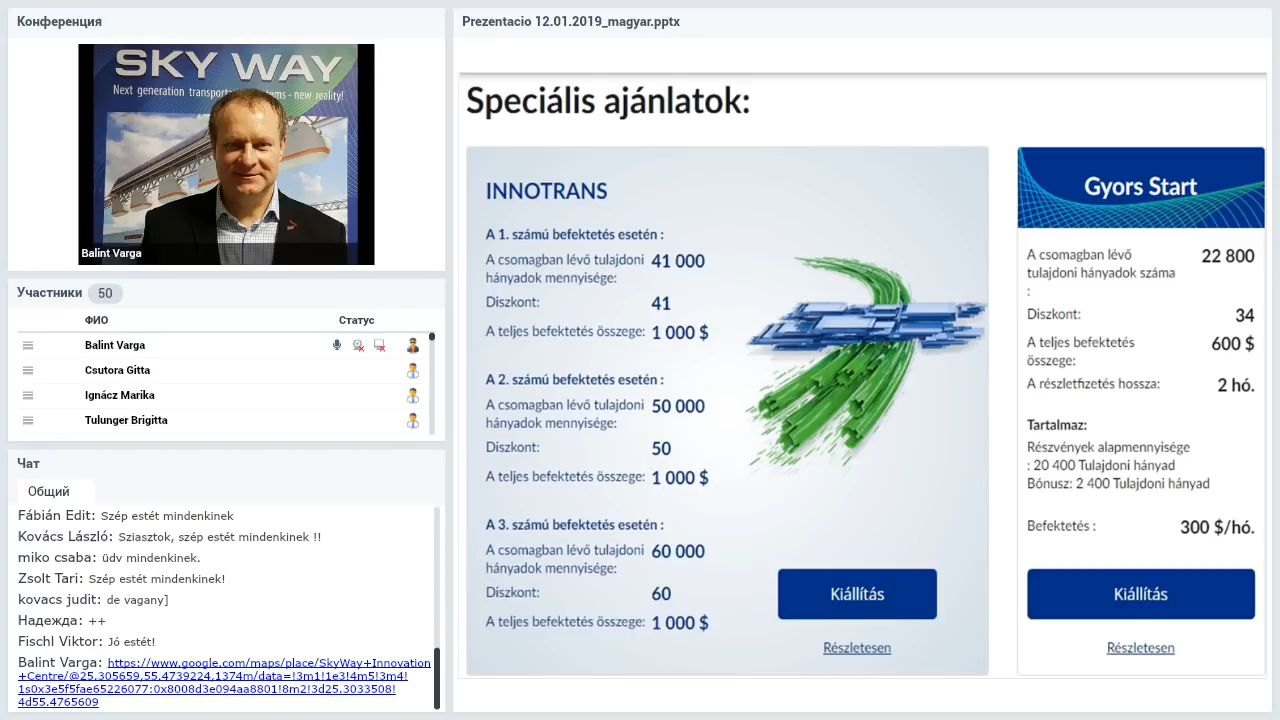 Конференция
SKY WAY
Next generation
- new reality!
Balint Varga
Участники 50
ФИО Статус
Balint Varga
Csutora Gitta
Ignácz Marika
Tulunger Brigitta
Чат
Общий
Fábián Edit: Szép estét mindenkinek
Kovács László: Sziasztok, szép estét mindenkinek !!
miko csaba: üdv mindenkinek.
Zsolt Tari: Szép estét mindenkinek!
kovacs judit: de vagany]
Надежда: ++
Fischl Viktor: Jó estét!
Balint Varga: https://www.google.com/maps/place/SkyWay+Innovation
+Centre/@25.305659,55.4739224,1374m/data=!3m1!1e3!4m5!3m4!
1s0x3e5f5fae65226077:0x8008d3e094aa8801!8m2!3d25.3033508!
4d55.4765609
Prezentacio 12.01.2019_magyar.pptx
Speciális ajánlatok:
INNOTRANS
A 1. számú befektetés esetén :
A csomagban lévő tulajdoni 41 000
hányadok mennyisége:
Diszkont: 41
A teljes befektetés összege: 1 000 $
A 2. számú befektetés esetén :
A csomagban lévő tulajdoni 50 000
hányadok mennyisége:
Diszkont: 50
A teljes befektetés összege: 1 000 $
A 3. számú befektetés esetén :
A csomagban lévő tulajdoni 60 000
hányadok mennyisége:
Diszkont: 60
A teljes befektetés összege: 1 000 $
Kiállítás
Részletesen
Gyors Start
A csomagban lévő 22 800
tulajdoni hányadok száma
:
Diszkont: 34
A teljes befektetés 600 $
összege:
A részletfizetés hossza: 2 hó.
Tartalmaz:
Részvények alapmennyisége
: 20 400 Tulajdoni hányad
Bónusz: 2 400 Tulajdoni hányad
Befektetés : 300 $/hó.
Kiállítás
Részletesen